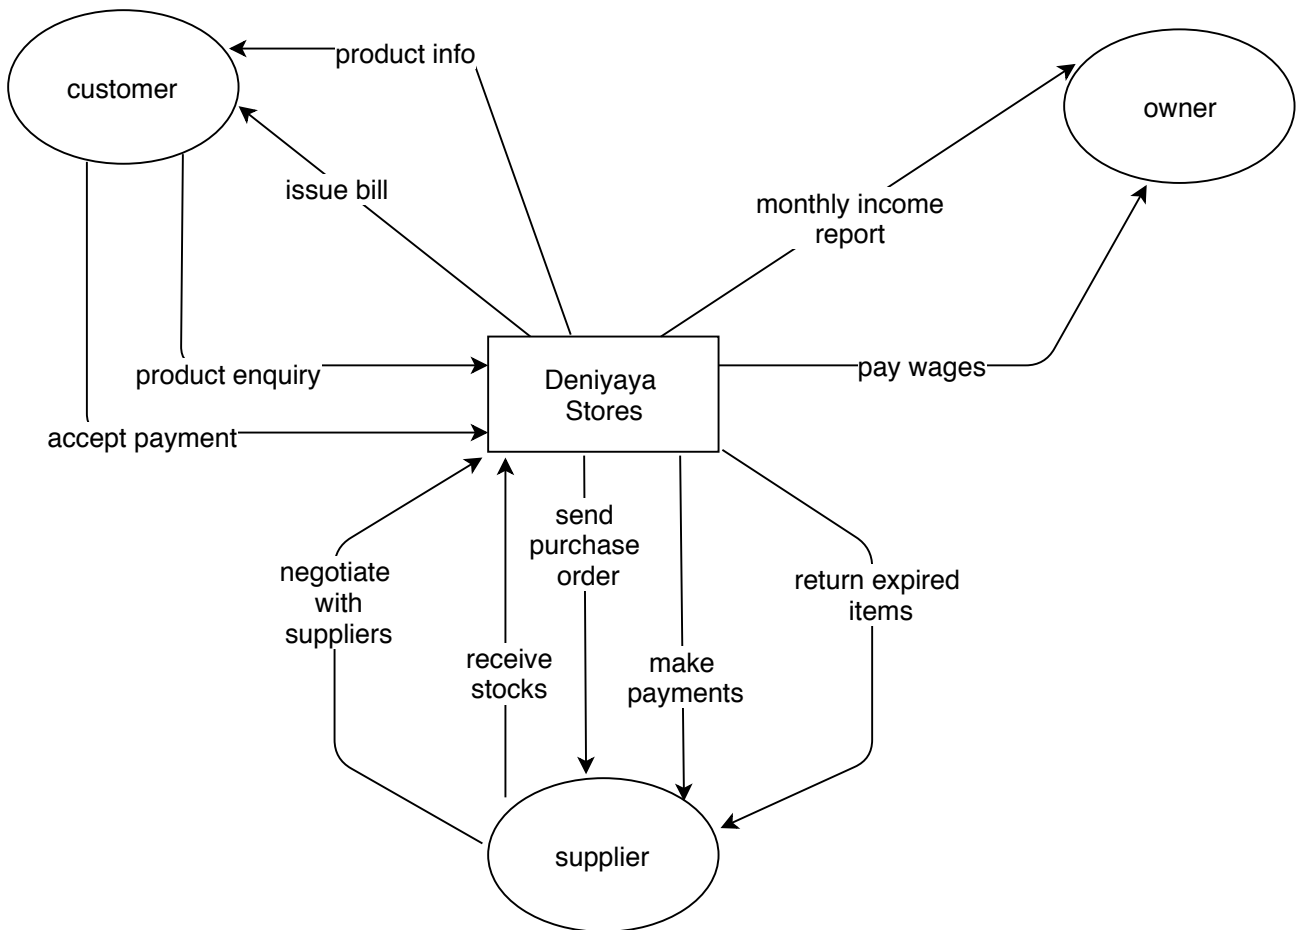 product info
customer
owner
issue bill
monthly income
report
product enquiry
pay wages
Deniyaya
Stores
accept payment
send
purchase
order
negotiate
with
suppliers
return expired
items
receive
stocks
make
payments
supplier